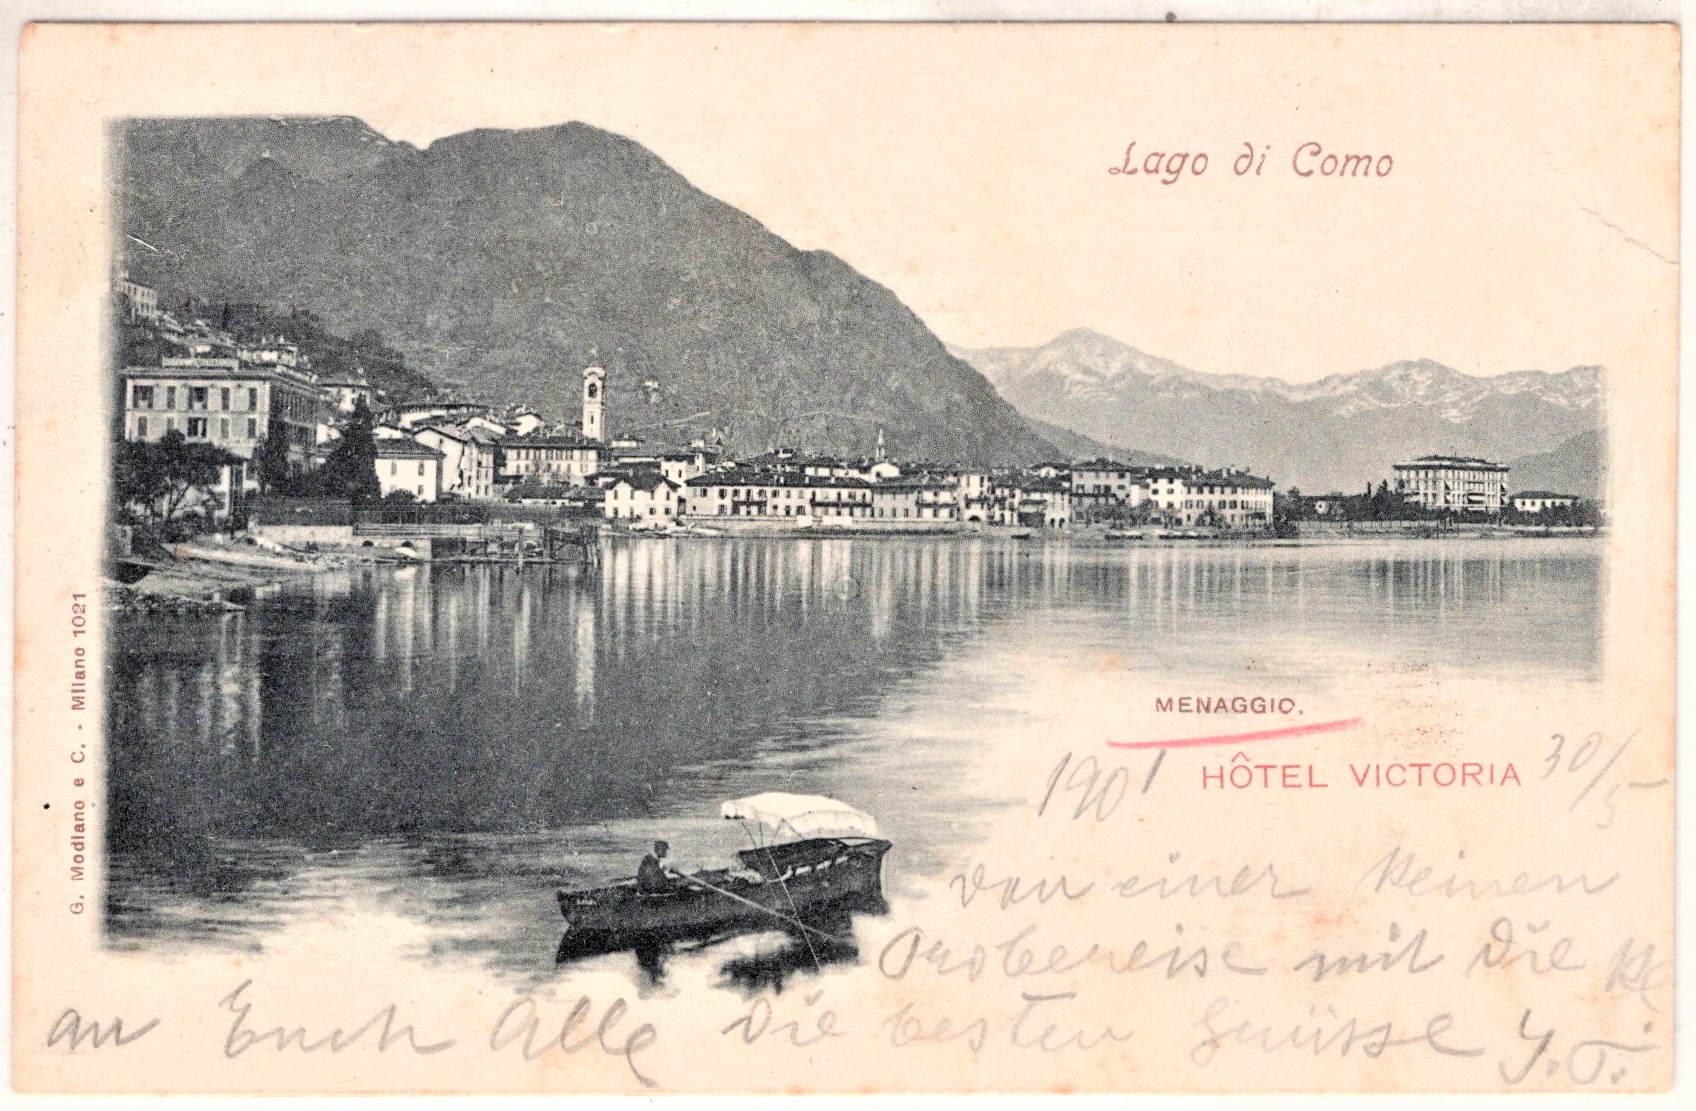 Lago di Como
MENAGGIO.
HÔTEL VICTORIA
1901 30/5
von einer kleinen
Probereise mit Die
an Euch Alle Die besten Grüsse J. T.
G. Modiano e C. - Milano 1021